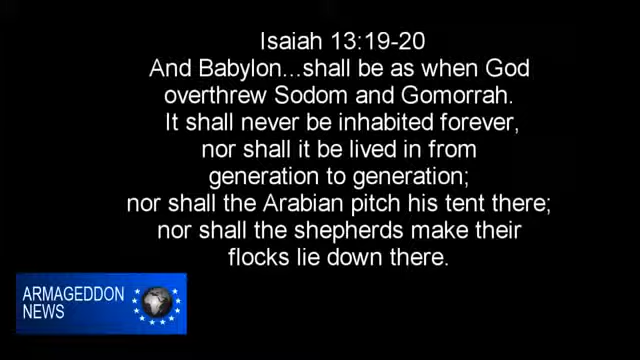 Isaiah 13:19-20
And Babylon...shall be as when God
overthrew Sodom and Gomorrah.
It shall never be inhabited forever,
nor shall it be lived in from
generation to generation;
nor shall the Arabian pitch his tent there;
nor shall the shepherds make their
flocks lie down there.
ARMAGEDDON
NEWS